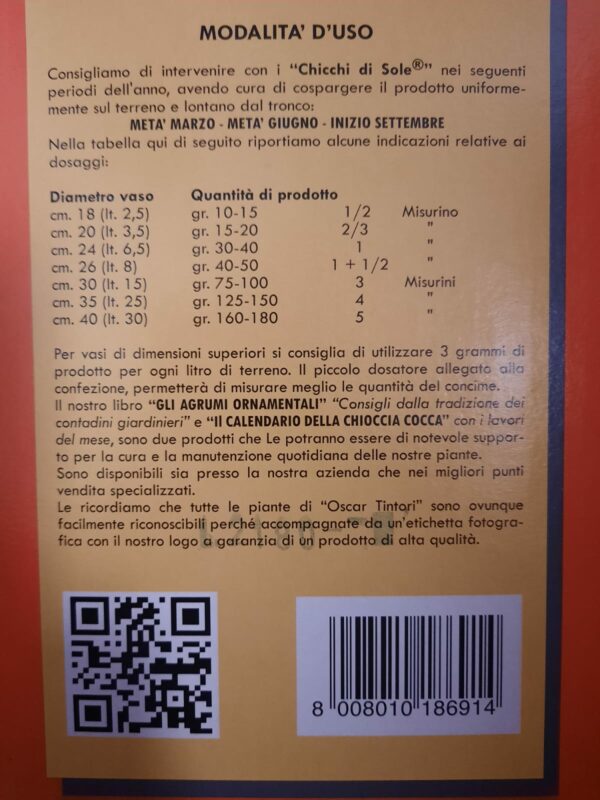 MODALITA' D'USO
Consigliamo di intervenire con i "Chicchi di Sole®" nei seguenti
periodi dell'anno, avendo cura di cospargere il prodotto uniforme-
mente sul terreno e lontano dal tronco:
META' MARZO - META' GIUGNO - INIZIO SETTEMBRE
Nella tabella qui di seguito riportiamo alcune indicazioni relative ai
dosaggi:
Diametro vaso Quantità di prodotto
cm. 18 (lt. 2,5) gr. 10-15 1/2 Misurino
cm. 20 (lt. 3,5) gr. 15-20 2/3 "
cm. 24 (lt. 6,5) gr. 30-40 1 "
cm. 26 (lt. 8) gr. 40-50 1 + 1/2 "
cm. 30 (lt. 15) gr. 75-100 3 Misurini
cm. 35 (lt. 25) gr. 125-150 4 "
cm. 40 (lt. 30) gr. 160-180 5 "
Per vasi di dimensioni superiori si consiglia di utilizzare 3 grammi di
prodotto per ogni litro di terreno. Il piccolo dosatore allegato alla
confezione, permetterà di misurare meglio le quantità del concime.
Il nostro libro "GLI AGRUMI ORNAMENTALI" "Consigli dalla tradizione dei
contadini giardinieri" e "Il CALENDARIO DELLA CHIOCCIA COCCA" con i lavori
del mese, sono due prodotti che Le potranno essere di notevole suppor-
to per la cura e la manutenzione quotidiana delle nostre piante.
Sono disponibili sia presso la nostra azienda che nei migliori punti
vendita specializzati.
Le ricordiamo che tutte le piante di "Oscar Tintori" sono ovunque
facilmente riconoscibili perché accompagnate da un'etichetta fotogra-
fica con il nostro logo a garanzia di un prodotto di alta qualità.
8 008010 186914